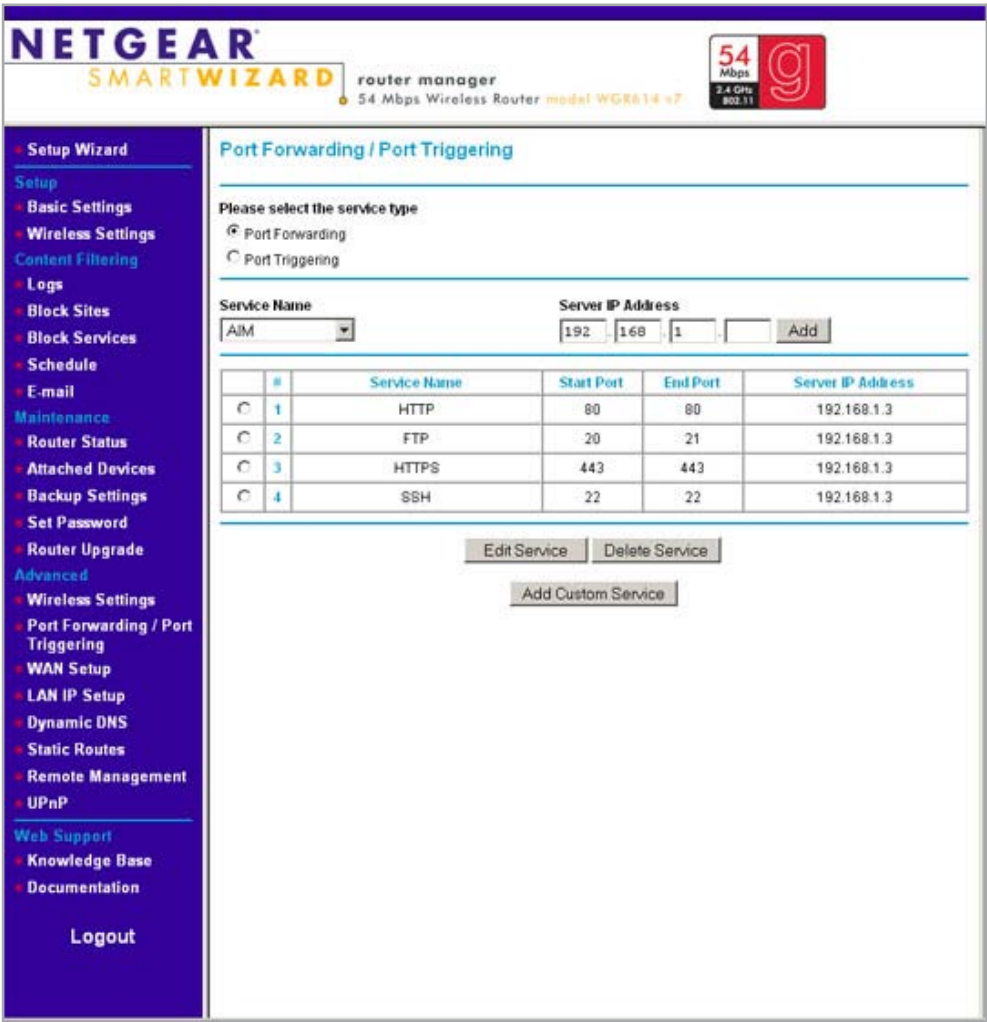 NETGEAR
SMARTWIZARD
router manager
54 Mbps Wireless Router model WGR614 v7
54
Mbps
2.4 GHz
802.11
g
Setup Wizard
Setup
Basic Settings
Wireless Settings
Content Filtering
Logs
Block Sites
Block Services
Schedule
E-mail
Maintenance
Router Status
Attached Devices
Backup Settings
Set Password
Router Upgrade
Advanced
Wireless Settings
Port Forwarding / Port
Triggering
WAN Setup
LAN IP Setup
Dynamic DNS
Static Routes
Remote Management
UPnP
Web Support
Knowledge Base
Documentation
Logout
Port Forwarding / Port Triggering
Please select the service type
Port Forwarding
Port Triggering
Service Name Server IP Address
AIM 192 . 168 . 1 . Add
# Service Name Start Port End Port Server IP Address
1 HTTP 80 80 192.168.1.3
2 FTP 20 21 192.168.1.3
3 HTTPS 443 443 192.168.1.3
4 SSH 22 22 192.168.1.3
Edit Service Delete Service
Add Custom Service